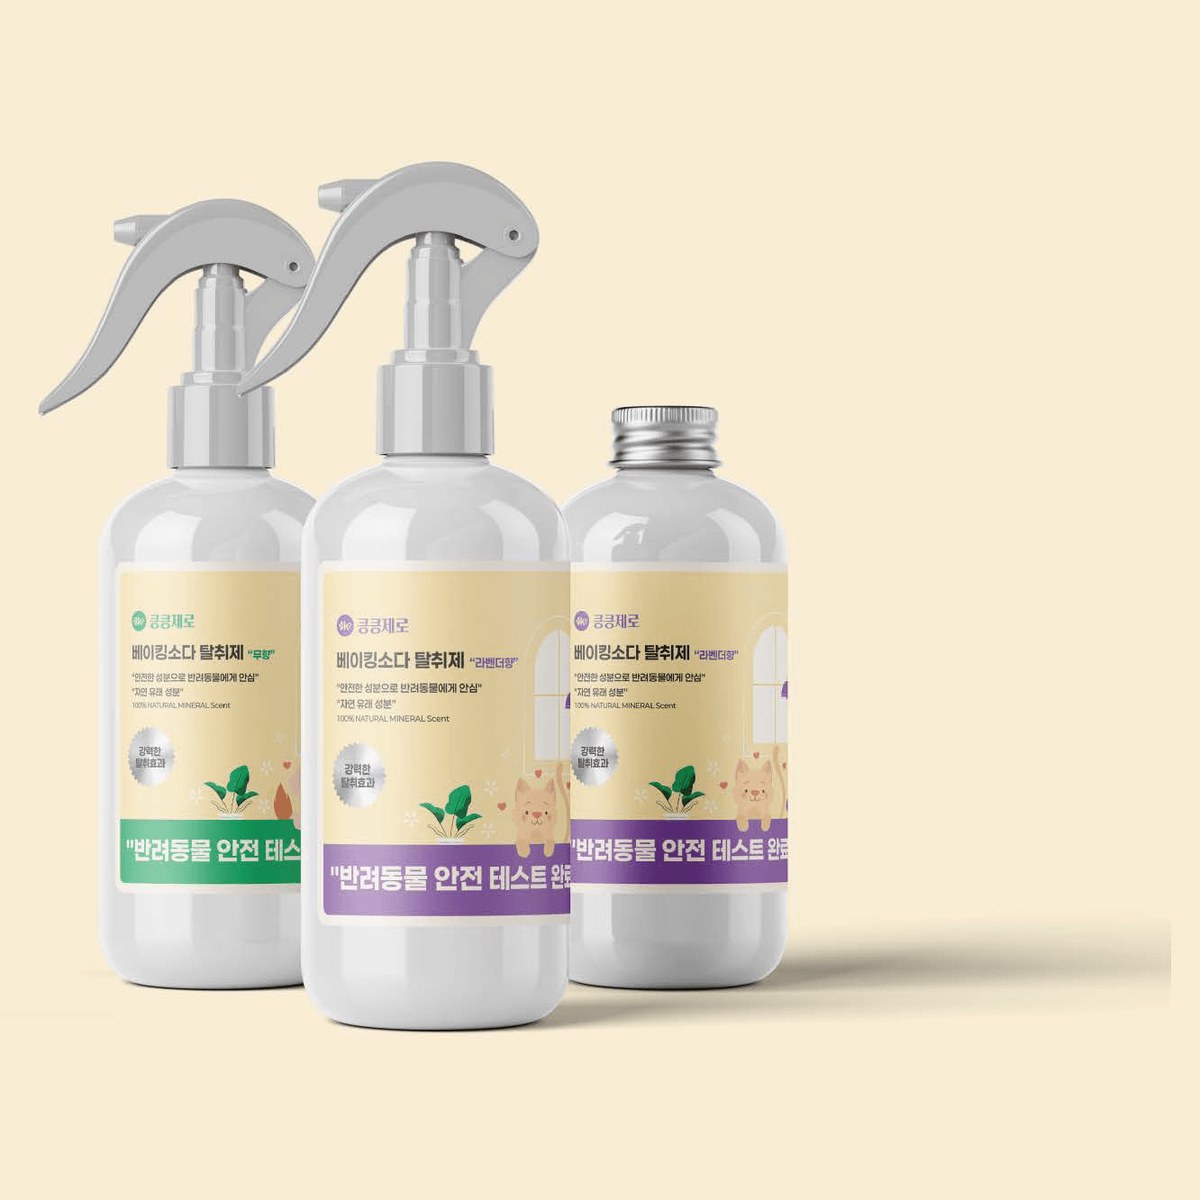 킁킁제로
베이킹소다 탈취제 "무향"
"안전한 성분으로 반려동물에게 안심"
"자연 유래 성분"
100% NATURAL MINERAL Scent
강력한
탈취효과
"반려동물 안전 테스
킁킁제로
베이킹소다 탈취제 "라벤더향"
"안전한 성분으로 반려동물에게 안심"
"자연 유래 성분"
100% NATURAL MINERAL Scent
강력한
탈취효과
"반려동물 안전 테스트 완료
킁킁제로
베이킹소다 탈취제 "라벤더향"
"안전한 성분으로 반려동물에게 안심"
"자연 유래 성분"
100% NATURAL MINERAL Scent
강력한
탈취효과
"반려동물 안전 테스트 완료